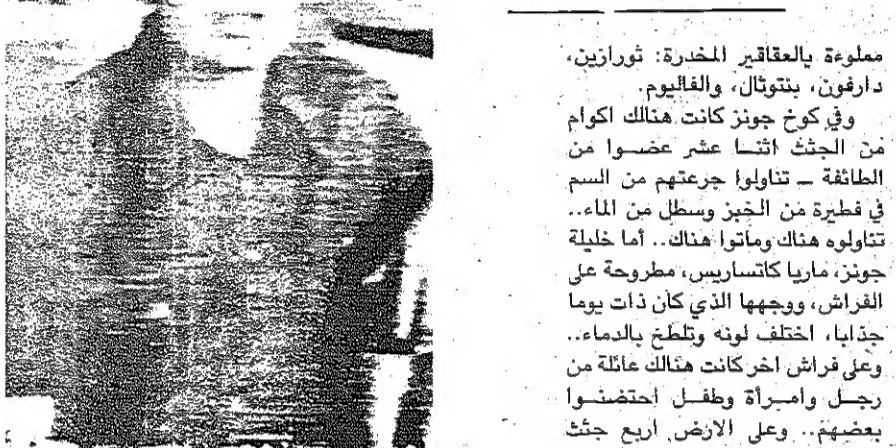 مملوءة بالعقاقير المخدرة: ثورازين،
دارفون، بنتوثال، والفاليوم.
وفي كوخ جونز كانت هنالك اكوام
من الجثث اثنا عشر عضوا من
الطائفة ــ تناولوا جرعتهم من السم
في فطيرة من الخبز وسطل من الماء..
تناولوه هناك وماتوا هناك.. أما خليلة
جونز، ماريا كاتساريس، مطروحة على
الفراش، ووجهها الذي كان ذات يوما
جذابا، اختلف لونه وتلطخ بالدماء..
وعلى فراش اخر كانت هنالك عائلة من
رجل وامرأة وطفل احتضنوا
بعضهم.. وعلى الارض اربع جثث